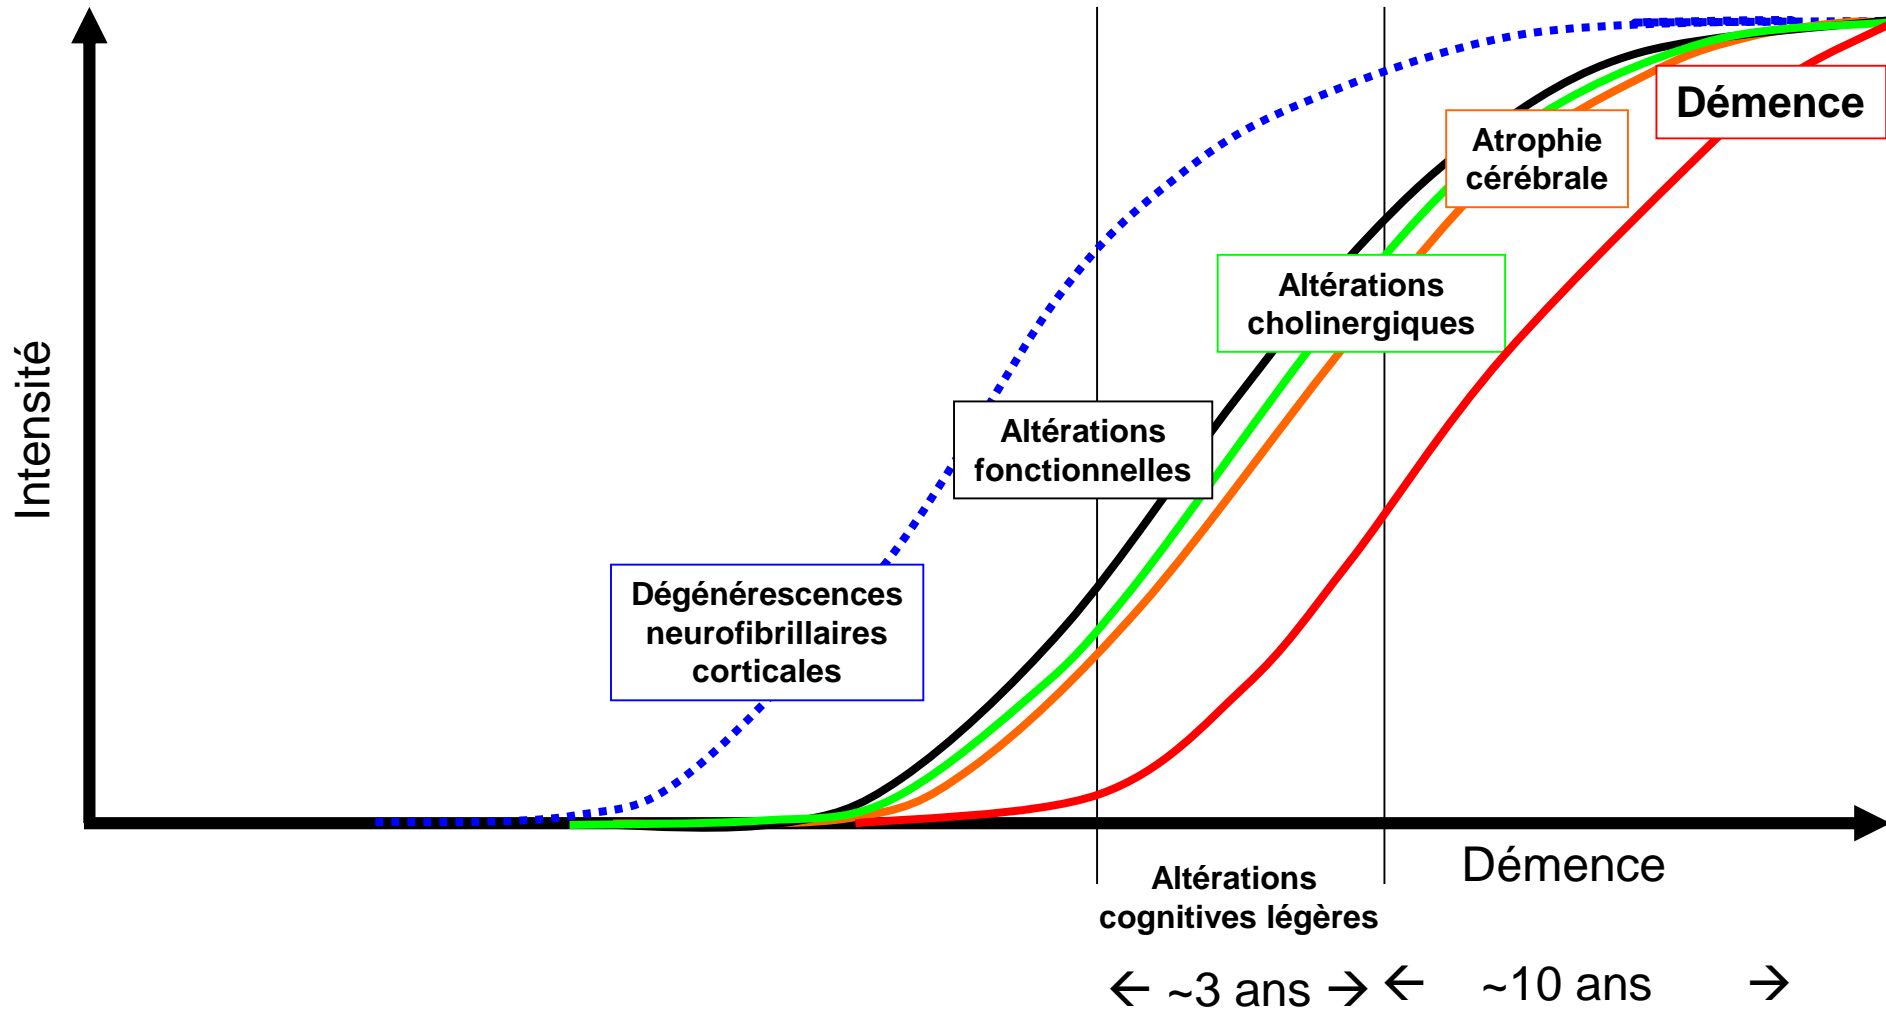 Démence
Atrophie
cérébrale
Altérations
cholinergiques
Intensité
Altérations
fonctionnelles
Dégénérescences
neurofibrillaires
corticales
Démence
Altérations
cognitives légères
← ~3 ans → ← ~10 ans →